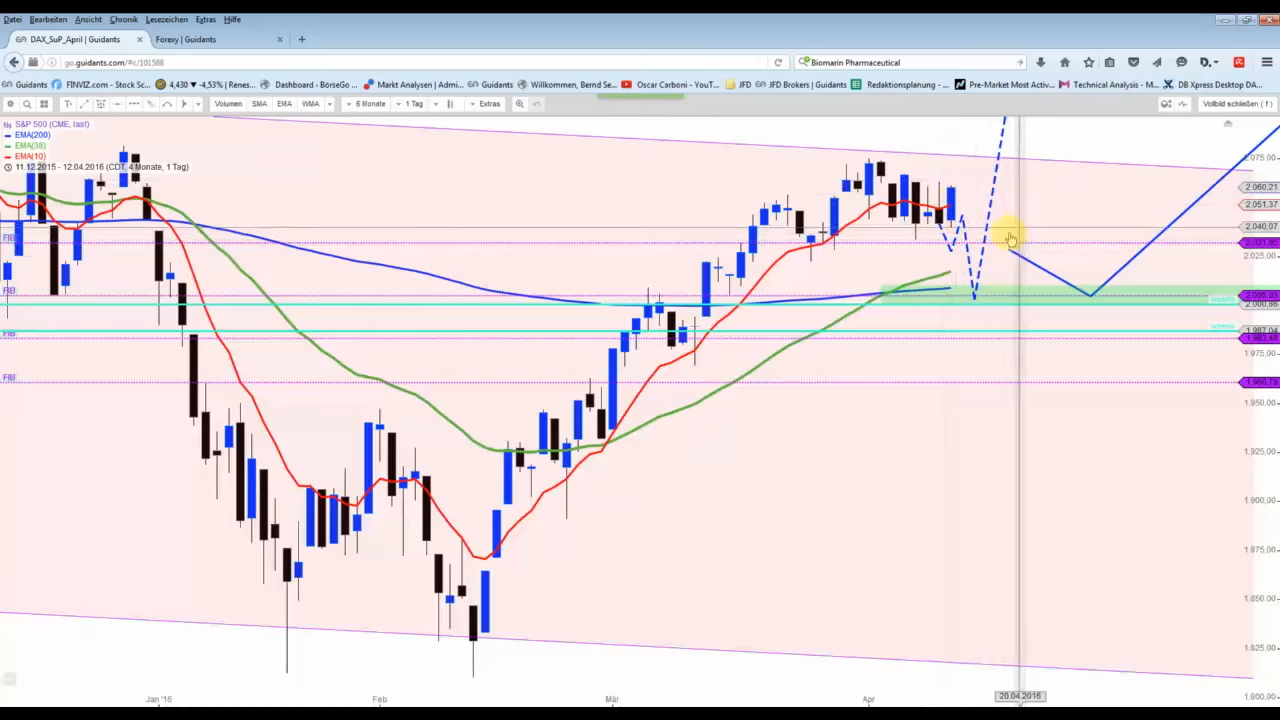 Datei Bearbeiten Ansicht Chronik Lesezeichen Extras Hilfe
DAX_SuP_April | Guidants × Forexy | Guidants × +
go.guidants.com/#c/101588 Biomarin Pharmaceutical
Guidants FINVIZ.com - Stock ... 4,430 -4,53% | Renes... Dashboard - BörseGo ... Markt Analysen | Admi... Guidants Willkommen, Bernd Se... Oscar Carboni - YouT... JFD JFD Brokers | Guidants Redaktionsplanung - ... Pre-Market Most Activ... Technical Analysis - M... DB Xpress Desktop DA...
Volumen SMA EMA WMA 6 Monate 1 Tag Extras Vollbild schließen ( f )
S&P 500 (CME, last)
EMA(200)
EMA(38)
EMA(10)
11.12.2015 - 12.04.2016 (CDT, 4 Monate, 1 Tag)
2.075,00
2.060,21
2.051,37
2.040,07
FIB
2.025,00
FIB
2.000,86
1.987,04
FIB
1.975,00
FIB
1.950,00
1.925,00
1.900,00
1.875,00
1.850,00
1.825,00
1.800,00
Jan '16 Feb Mär Apr 20.04.2016